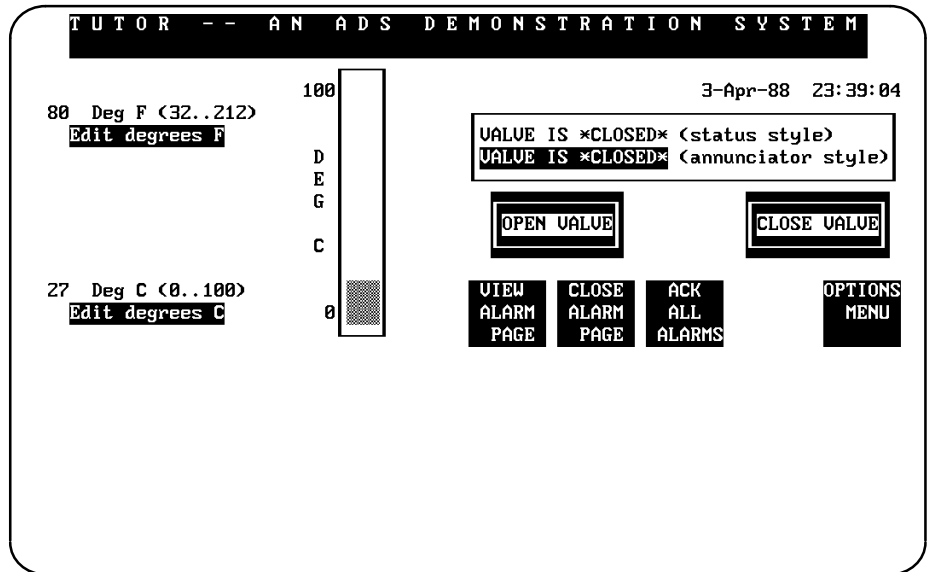 TUTOR -- AN ADS DEMONSTRATION SYSTEM
3-Apr-88 23:39:04
80 Deg F (32..212)
Edit degrees F
27 Deg C (0..100)
Edit degrees C
100
DEG C
0
VALVE IS *CLOSED* (status style)
VALVE IS *CLOSED* (annunciator style)
OPEN VALVE
CLOSE VALVE
VIEW
ALARM
PAGE
CLOSE
ALARM
PAGE
ACK
ALL
ALARMS
OPTIONS
MENU